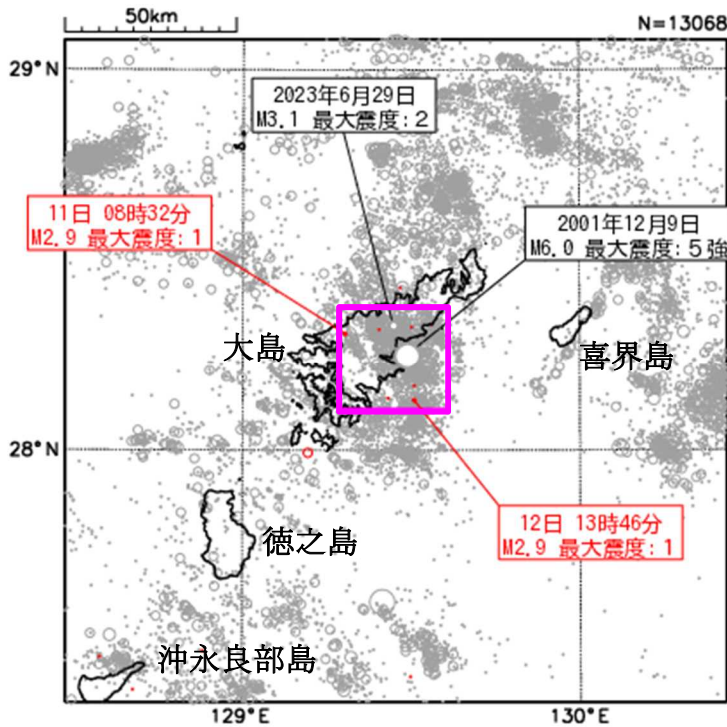 50km
N=13068
29°N
2023年6月29日
M3.1 最大震度:2
11日 08時32分
M2.9 最大震度:1
2001年12月9日
M6.0 最大震度:5強
大島
喜界島
28°N
12日 13時46分
M2.9 最大震度:1
徳之島
沖永良部島
129°E
130°E